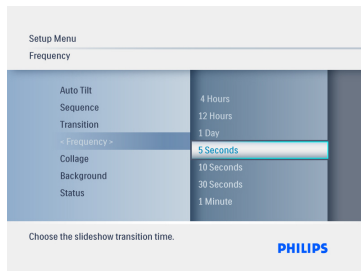 Setup Menu
Frequency
Auto Tilt
Sequence
Transition
< Frequency >
Collage
Background
Status
4 Hours
12 Hours
1 Day
5 Seconds
10 Seconds
30 Seconds
1 Minute
Choose the slideshow transition time.
PHILIPS